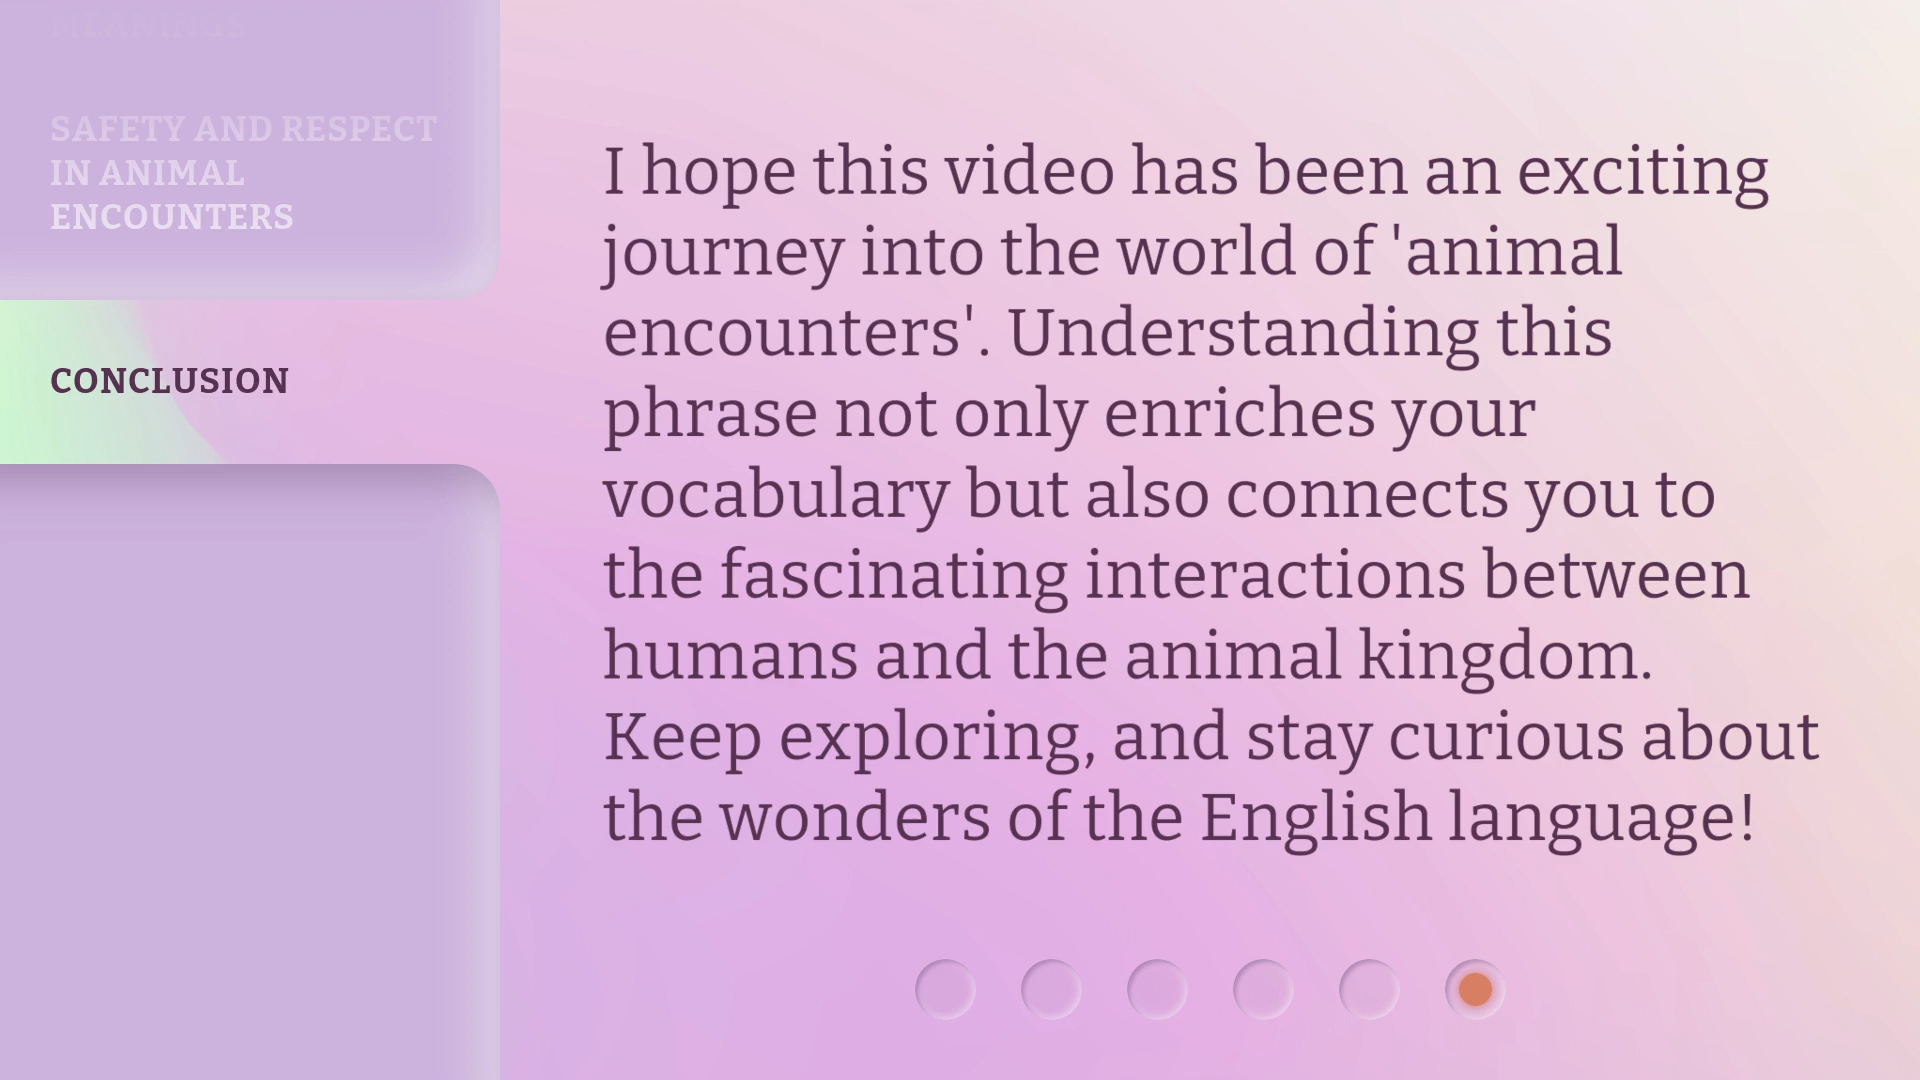 MEANINGS
SAFETY AND RESPECT
IN ANIMAL
ENCOUNTERS
CONCLUSION
I hope this video has been an exciting
journey into the world of 'animal
encounters'. Understanding this
phrase not only enriches your
vocabulary but also connects you to
the fascinating interactions between
humans and the animal kingdom.
Keep exploring, and stay curious about
the wonders of the English language!